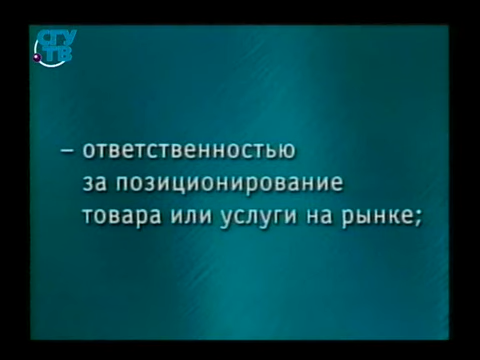 СГУ
ТВ
– ответственностью
за позиционирование
товара или услуги на рынке;